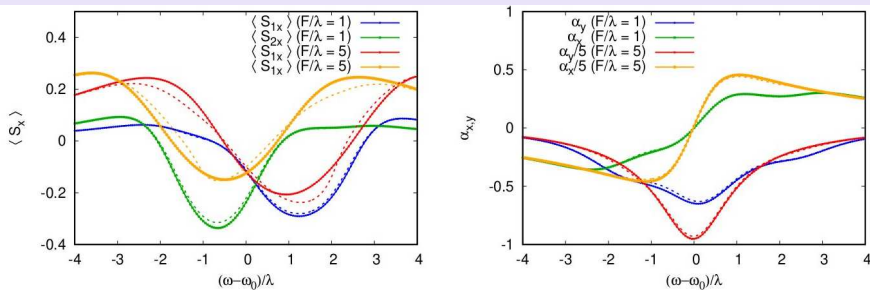 ⟨ S1x ⟩ (F/λ = 1)
⟨ S2x ⟩ (F/λ = 1)
⟨ S1x ⟩ (F/λ = 5)
⟨ S1x ⟩ (F/λ = 5)
0.4
0.2
0
-0.2
-0.4
⟨ Sx ⟩
-4 -3 -2 -1 0 1 2 3 4
(ω−ω0)/λ
αy (F/λ = 1)
αx (F/λ = 1)
αy/5 (F/λ = 5)
αx/5 (F/λ = 5)
1
0.5
0
-0.5
-1
αx,y
-4 -3 -2 -1 0 1 2 3 4
(ω−ω0)/λ